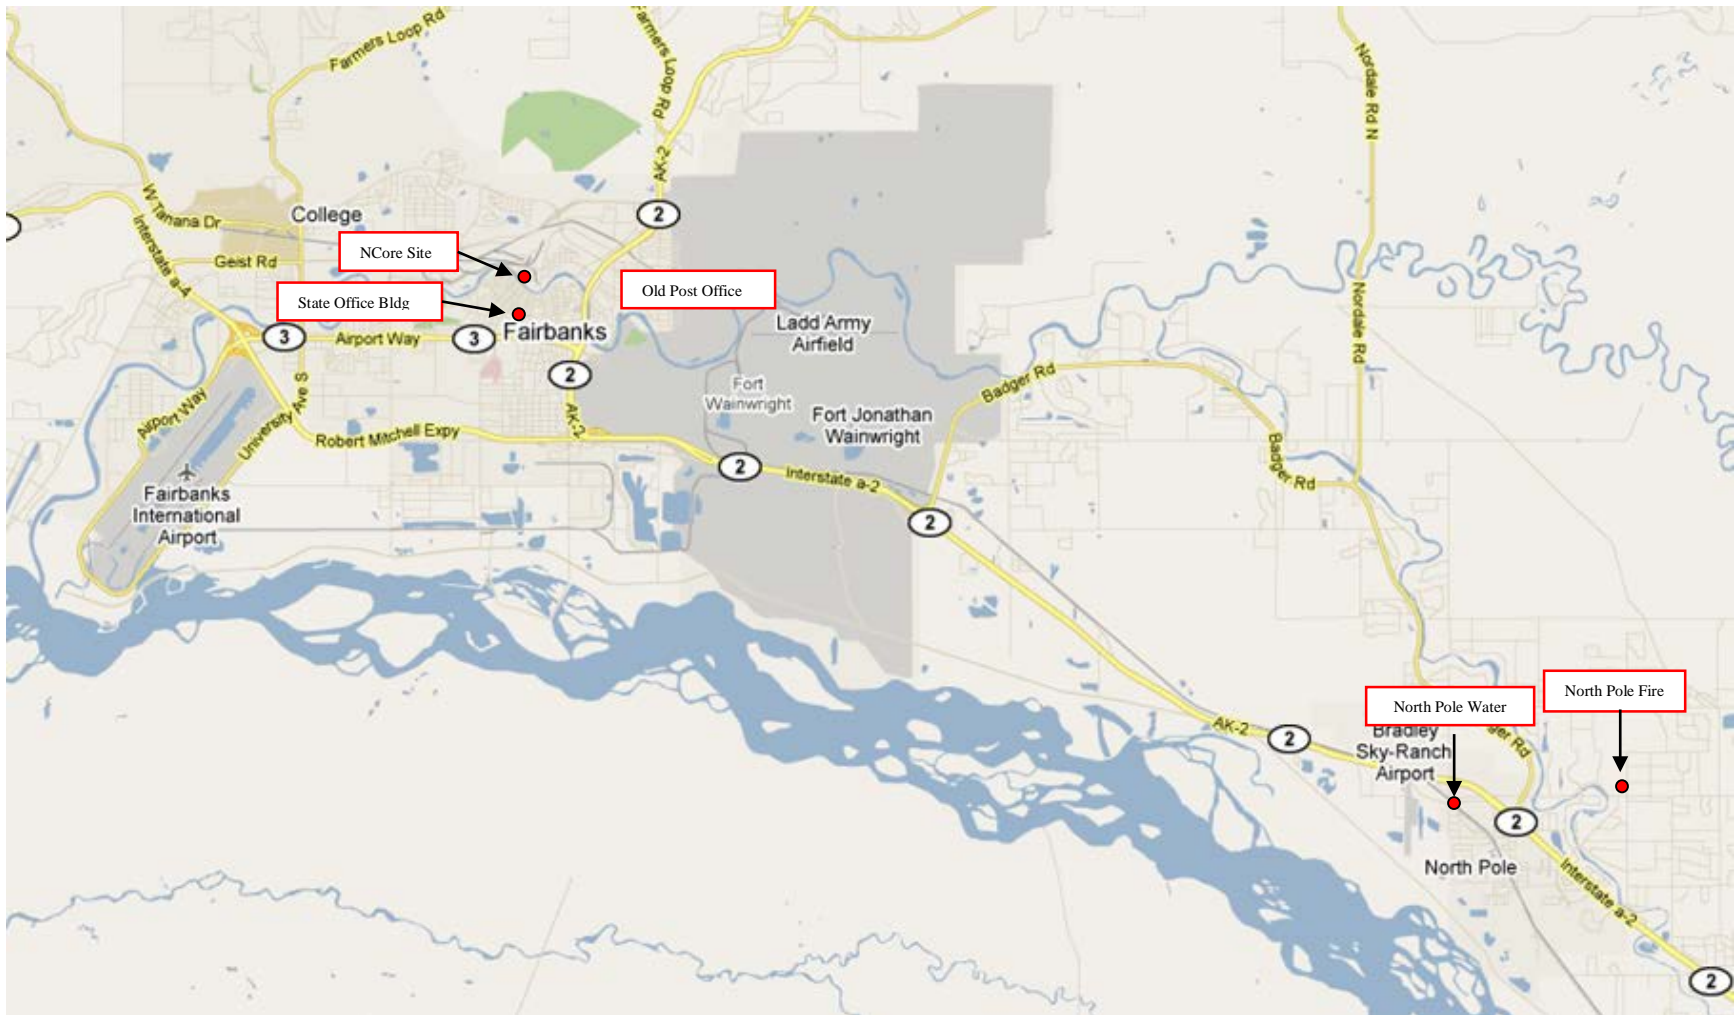 Farmers Loop Rd
Farmers Loop Rd
Nordale Rd N
AK-2
W Tanana Dr
College
2
Interstate a-4
Geist Rd
NCore Site
Old Post Office
State Office Bldg
Nordale Rd
3
Airport Way
3
Fairbanks
Ladd Army
Airfield
2
Fort
Wainwright
Badger Rd
Airport Way
University Ave S
AK-2
Robert Mitchell Expy
Fort Jonathan
Wainwright
Badger Rd
2
Interstate a-2
Fairbanks
International
Airport
2
North Pole Fire
North Pole Water
AK-2
2
Bradley
Sky-Ranch
Airport
ger Rd
2
North Pole
Interstate a-2
2